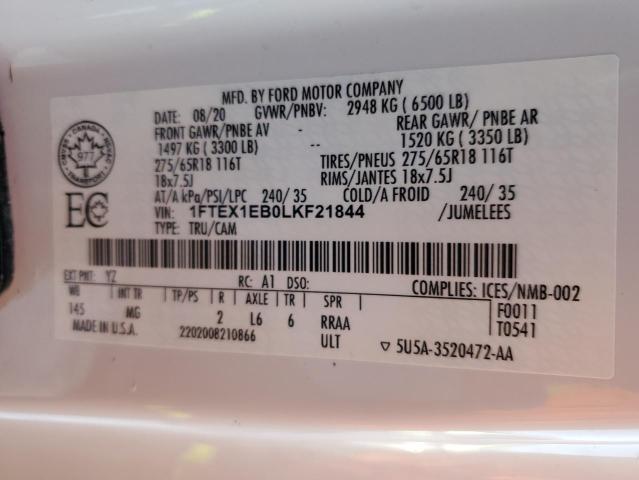 MFD. BY FORD MOTOR COMPANY
DATE: 08/20 GVWR/PNBV: 2948 KG ( 6500 LB)
FRONT GAWR/PNBE AV -- REAR GAWR/ PNBE AR
1497 KG ( 3300 LB) 1520 KG ( 3350 LB)
275/65R18 116T TIRES/PNEUS 275/65R18 116T
18x7.5J RIMS/JANTES 18x7.5J
AT/A kPa/PSI/LPC 240/ 35 COLD/A FROID 240/ 35
VIN: 1FTEX1EB0LKF21844 /JUMELEES
TYPE: TRU/CAM
CANADA
977
TRANSPORT
EC
EXT PNT: YZ RC: A1 DSO: COMPLIES: ICES/NMB-002
WB INT TR TP/PS R AXLE TR SPR F0011
145 MG 2 L6 6 RRAA T0541
MADE IN U.S.A. 2202008210866 ULT ▽ 5U5A-3520472-AA